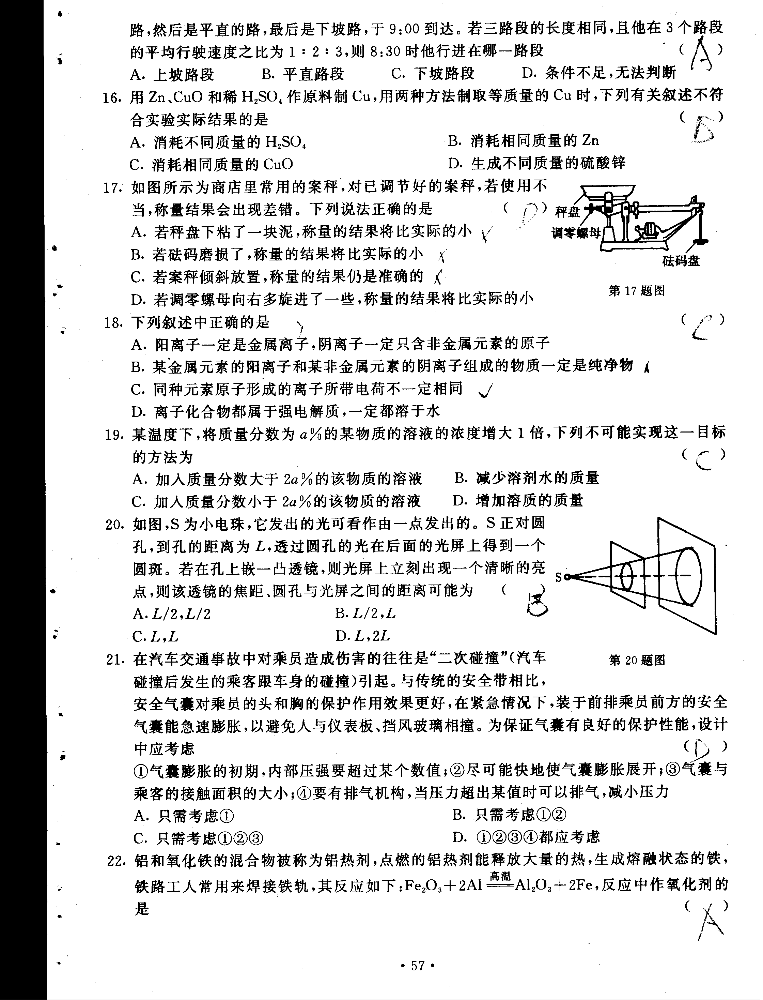 路,然后是平直的路,最后是下坡路,于 9:00 到达。若三路段的长度相同,且他在 3 个路段
的平均行驶速度之比为 1:2:3,则 8:30 时他行进在哪一路段 ( A )
A. 上坡路段 B. 平直路段 C. 下坡路段 D. 条件不足,无法判断
16. 用 Zn、CuO 和稀 H₂SO₄ 作原料制 Cu,用两种方法制取等质量的 Cu 时,下列有关叙述不符
合实验实际结果的是 ( B )
A. 消耗不同质量的 H₂SO₄ B. 消耗相同质量的 Zn
C. 消耗相同质量的 CuO D. 生成不同质量的硫酸锌
17. 如图所示为商店里常用的案秤,对已调节好的案秤,若使用不
当,称量结果会出现差错。下列说法正确的是 ( D )
A. 若秤盘下粘了一块泥,称量的结果将比实际的小
B. 若砝码磨损了,称量的结果将比实际的小
C. 若案秤倾斜放置,称量的结果仍是准确的
D. 若调零螺母向右多旋进了一些,称量的结果将比实际的小
秤盘
调零螺母
砝码盘
第 17 题图
18. 下列叙述中正确的是 ( C )
A. 阳离子一定是金属离子,阴离子一定只含非金属元素的原子
B. 某金属元素的阳离子和某非金属元素的阴离子组成的物质一定是纯净物
C. 同种元素原子形成的离子所带电荷不一定相同 ✓
D. 离子化合物都属于强电解质,一定都溶于水
19. 某温度下,将质量分数为 a%的某物质的溶液的浓度增大 1 倍,下列不可能实现这一目标
的方法为 ( C )
A. 加入质量分数大于 2a%的该物质的溶液 B. 减少溶剂水的质量
C. 加入质量分数小于 2a%的该物质的溶液 D. 增加溶质的质量
20. 如图,S 为小电珠,它发出的光可看作由一点发出的。S 正对圆
孔,到孔的距离为 L,透过圆孔的光在后面的光屏上得到一个
圆斑。若在孔上嵌一凸透镜,则光屏上立刻出现一个清晰的亮
点,则该透镜的焦距、圆孔与光屏之间的距离可能为 ( B )
A. L/2,L/2 B. L/2,L
C. L,L D. L,2L
S
第 20 题图
21. 在汽车交通事故中对乘员造成伤害的往往是“二次碰撞”(汽车
碰撞后发生的乘客跟车身的碰撞)引起。与传统的安全带相比,
安全气囊对乘员的头和胸的保护作用效果更好,在紧急情况下,装于前排乘员前方的安全
气囊能急速膨胀,以避免人与仪表板、挡风玻璃相撞。为保证气囊有良好的保护性能,设计
中应考虑 ( D )
①气囊膨胀的初期,内部压强要超过某个数值;②尽可能快地使气囊膨胀展开;③气囊与
乘客的接触面积的大小;④要有排气机构,当压力超出某值时可以排气,减小压力
A. 只需考虑① B. 只需考虑①②
C. 只需考虑①②③ D. ①②③④都应考虑
22. 铝和氧化铁的混合物被称为铝热剂,点燃的铝热剂能释放大量的热,生成熔融状态的铁,
铁路工人常用来焊接铁轨,其反应如下:Fe₂O₃+2Al ═高温═ Al₂O₃+2Fe,反应中作氧化剂的
是 ( A )
· 57 ·